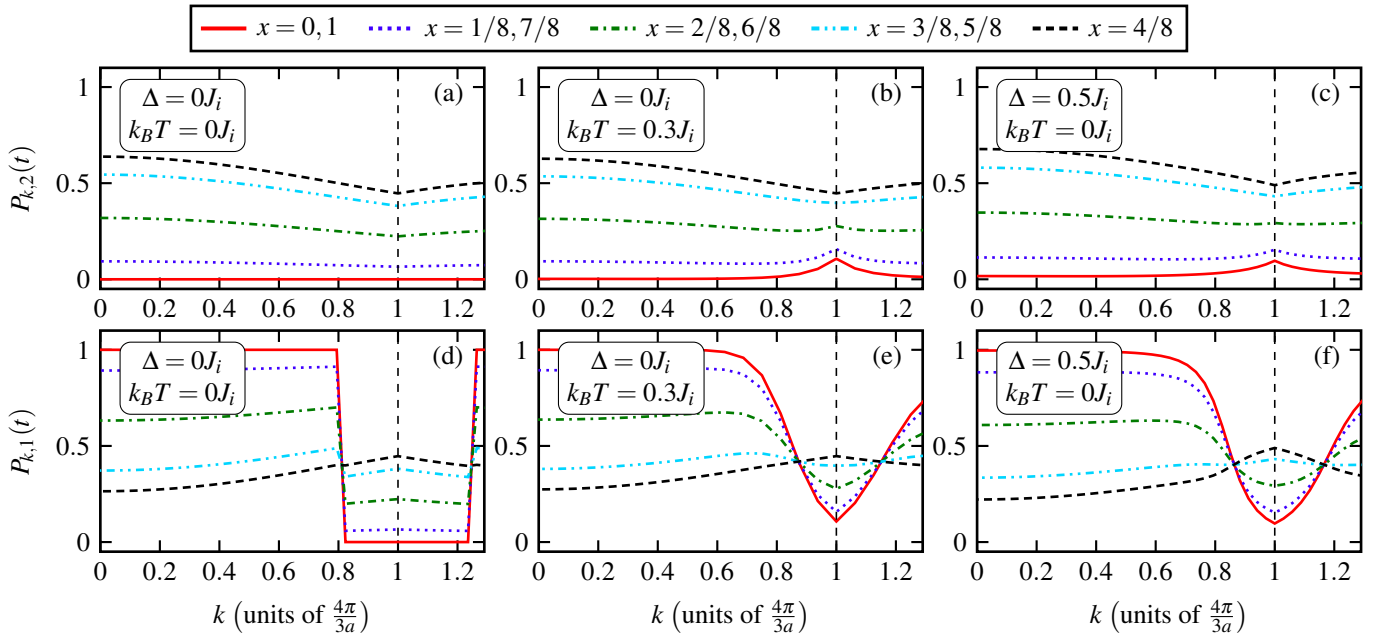 x = 0, 1 x = 1/8, 7/8 x = 2/8, 6/8 x = 3/8, 5/8 x = 4/8
P_{k,2}(t)
1
0.5
0
Δ = 0J_i
k_BT = 0J_i
(a)
0 0.2 0.4 0.6 0.8 1 1.2
Δ = 0J_i
k_BT = 0.3J_i
(b)
0 0.2 0.4 0.6 0.8 1 1.2
Δ = 0.5J_i
k_BT = 0J_i
(c)
0 0.2 0.4 0.6 0.8 1 1.2
P_{k,1}(t)
1
0.5
0
Δ = 0J_i
k_BT = 0J_i
(d)
0 0.2 0.4 0.6 0.8 1 1.2
k (units of \frac{4π}{3a})
Δ = 0J_i
k_BT = 0.3J_i
(e)
0 0.2 0.4 0.6 0.8 1 1.2
k (units of \frac{4π}{3a})
Δ = 0.5J_i
k_BT = 0J_i
(f)
0 0.2 0.4 0.6 0.8 1 1.2
k (units of \frac{4π}{3a})